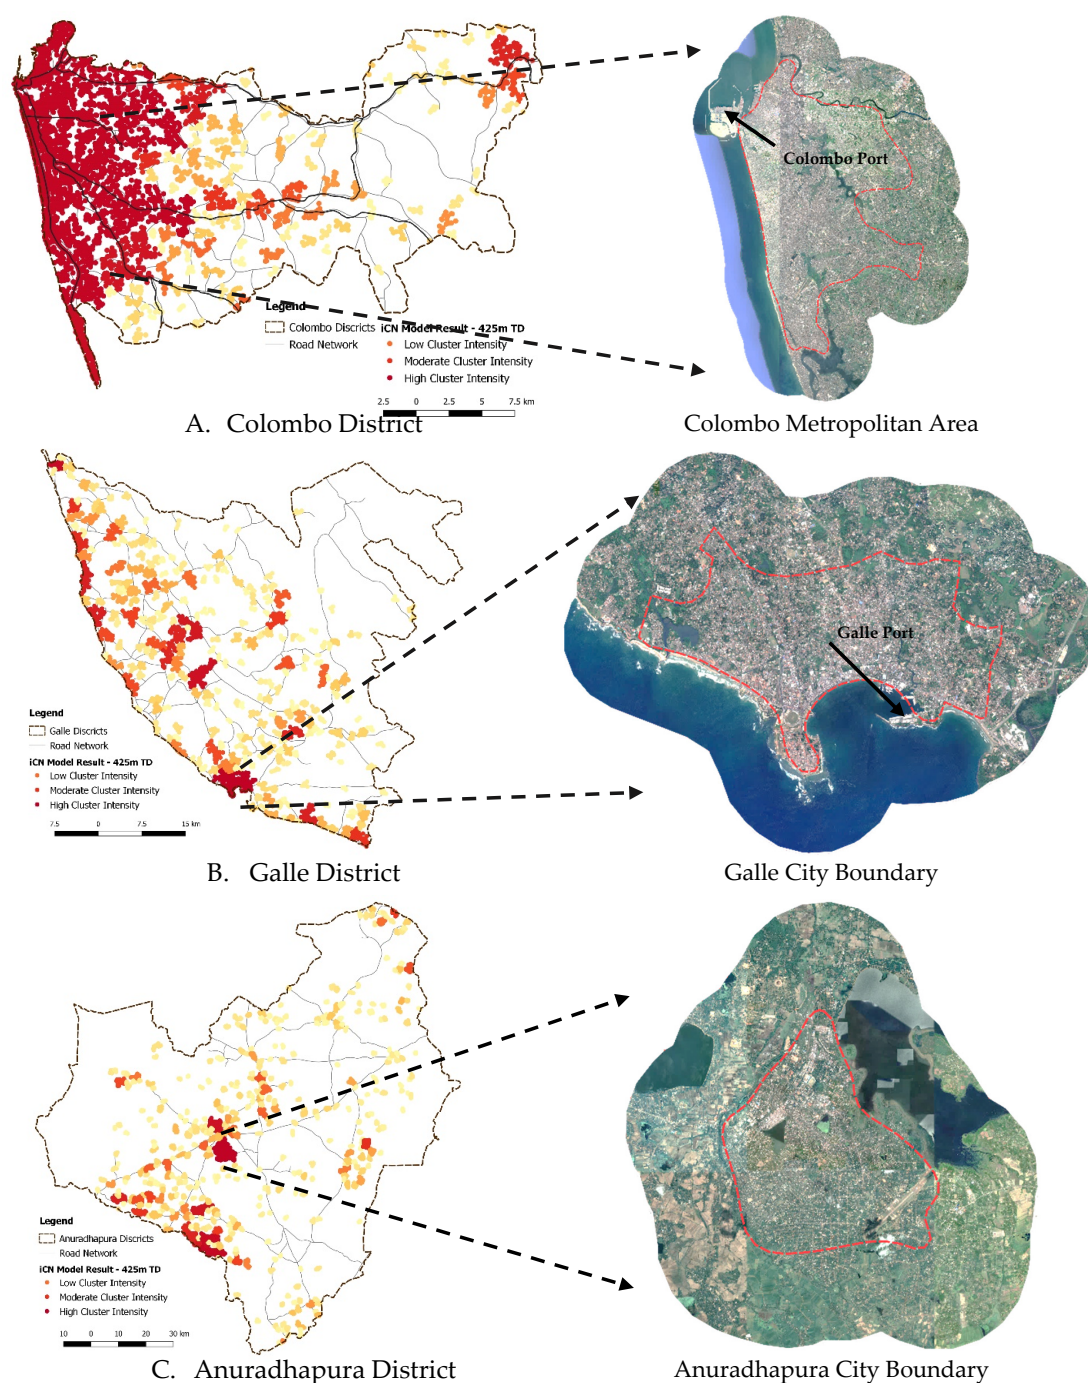 Colombo Port
Legend
Colombo Discricts
Road Network
iCN Model Result - 425m TD
Low Cluster Intensity
Moderate Cluster Intensity
High Cluster Intensity
2.5 0 2.5 5 7.5 km
A. Colombo District
Colombo Metropolitan Area
Galle Port
Legend
Galle Discricts
Road Network
iCN Model Result - 425m TD
Low Cluster Intensity
Moderate Cluster Intensity
High Cluster Intensity
7.5 0 7.5 15 km
B. Galle District
Galle City Boundary
Legend
Anuradhapura Discricts
Road Network
iCN Model Result - 425m TD
Low Cluster Intensity
Moderate Cluster Intensity
High Cluster Intensity
10 0 10 20 30 km
C. Anuradhapura District
Anuradhapura City Boundary